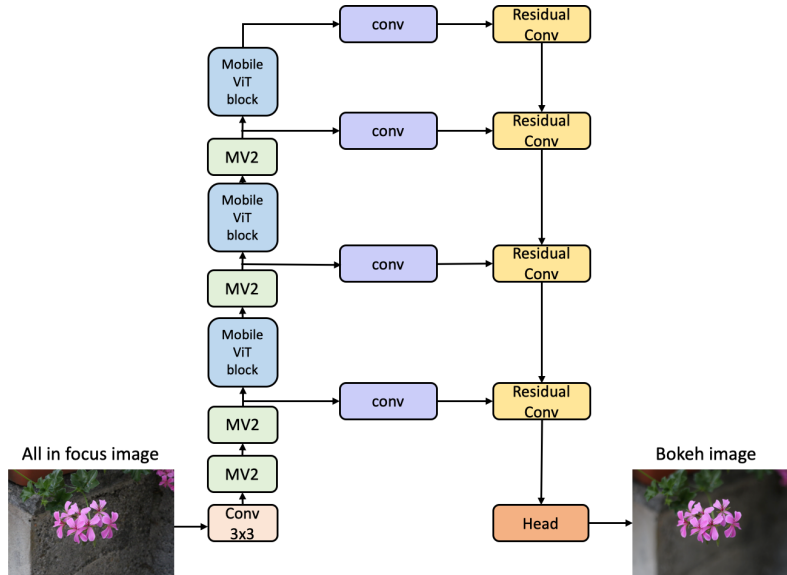 conv
Residual
Conv
Mobile
ViT
block
conv
Residual
Conv
MV2
Mobile
ViT
block
conv
Residual
Conv
MV2
Mobile
ViT
block
conv
Residual
Conv
MV2
All in focus image
Bokeh image
MV2
Conv
3x3
Head